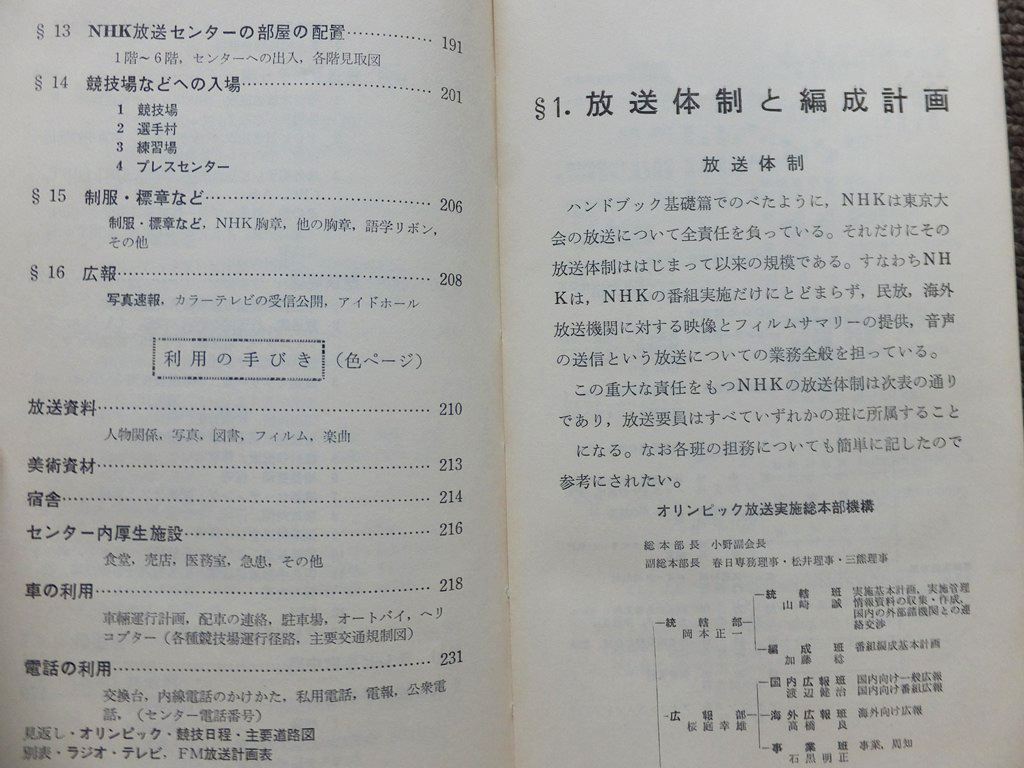 § 13 NHK放送センターの部屋の配置…………… 191
1階～6階，センターへの出入，各階見取図
§ 14 競技場などへの入場…………………… 201
1 競技場
2 選手村
3 練習場
4 プレスセンター
§ 15 制服・標章など…………………… 206
制服・標章など，NHK胸章，他の胸章，語学リボン，
その他
§ 16 広報…………………… 208
写真速報，カラーテレビの受信公開，アイドホール
利用の手びき（色ページ）
放送資料…………………… 210
人物関係，写真，図書，フィルム，楽曲
美術資材…………………… 213
宿舎…………………… 214
センター内厚生施設…………………… 216
食堂，売店，医務室，急患，その他
車の利用…………………… 218
車輛運行計画，配車の連絡，駐車場，オートバイ，ヘリ
コプター（各種競技場運行径路，主要交通規制図）
電話の利用…………………… 231
交換台，内線電話のかけかた，私用電話，電報，公衆電
話，（センター電話番号）
見返し・オリンピック・競技日程・主要道路図
別表・ラジオ・テレビ，FM放送計画表
§1. 放送体制と編成計画
放送体制
ハンドブック基礎篇でのべたように，NHKは東京大
会の放送について全責任を負っている。それだけにその
放送体制ははじまって以来の規模である。すなわちNH
Kは，NHKの番組実施だけにとどまらず，民放，海外
放送機関に対する映像とフィルムサマリーの提供，音声
の送信という放送についての業務全般を担っている。
この重大な責任をもつNHKの放送体制は次表の通り
であり，放送要員はすべていずれかの班に所属すること
になる。なお各班の担務についても簡単に記したので
参考にされたい。
オリンピック放送実施総本部機構
総本部長 小野副会長
副総本部長 春日専務理事・松井理事・三熊理事
統轄班 実施基本計画，実施管理
山崎誠 情報資料の収集・作成，
国内の外部諸機関との連
絡交渉
統轄部
岡本正一
編成班 番組編成基本計画
加藤稔
国内広報班 国内向け一般広報
渡辺健治 国内向け番組広報
広報部 海外広報班 海外向け広報
桜庭幸雄 高橋良
事業班 事業，周知
石黒明正